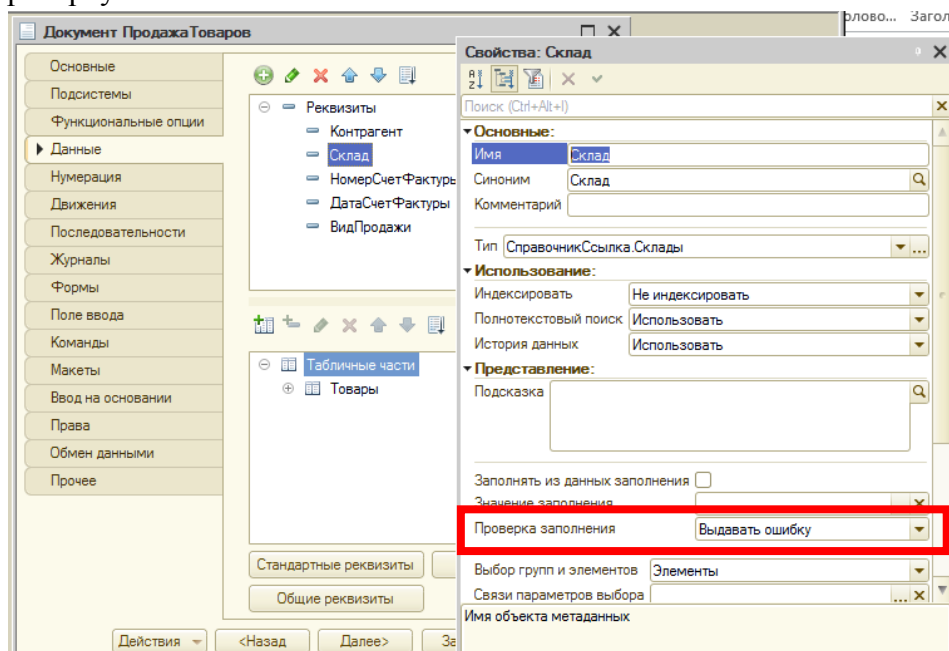 Документ ПродажаТоваров
Основные
Подсистемы
Функциональные опции
Данные
Нумерация
Движения
Последовательности
Журналы
Формы
Поле ввода
Команды
Макеты
Ввод на основании
Права
Обмен данными
Прочее
Реквизиты
Контрагент
Склад
НомерСчетФактуры
ДатаСчетФактуры
ВидПродажи
Табличные части
Товары
Стандартные реквизиты
Общие реквизиты
Действия
<Назад
Далее>
За
Свойства: Склад
Поиск (Ctrl+Alt+I)
Основные:
Имя Склад
Синоним Склад
Комментарий
Тип СправочникСсылка.Склады
Использование:
Индексировать Не индексировать
Полнотекстовый поиск Использовать
История данных Использовать
Представление:
Подсказка
Заполнять из данных заполнения
Значение заполнения
Проверка заполнения Выдавать ошибку
Выбор групп и элементов Элементы
Связи параметров выбора
Имя объекта метаданных